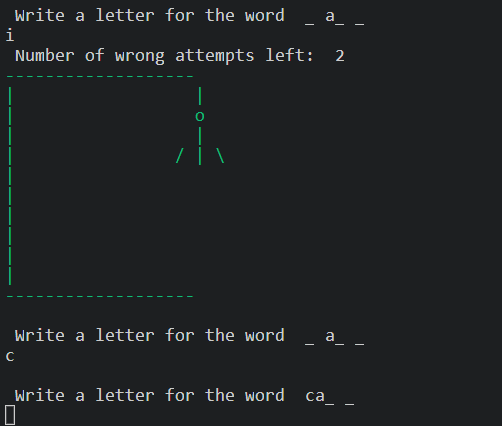 Write a letter for the word  _ a_ _
i
Number of wrong attempts left:  2
-------------------
|                  |
|                  o
|                  |
|                / | \
|
|
|
|
|
|
-------------------
Write a letter for the word  _ a_ _
c
Write a letter for the word  ca_ _